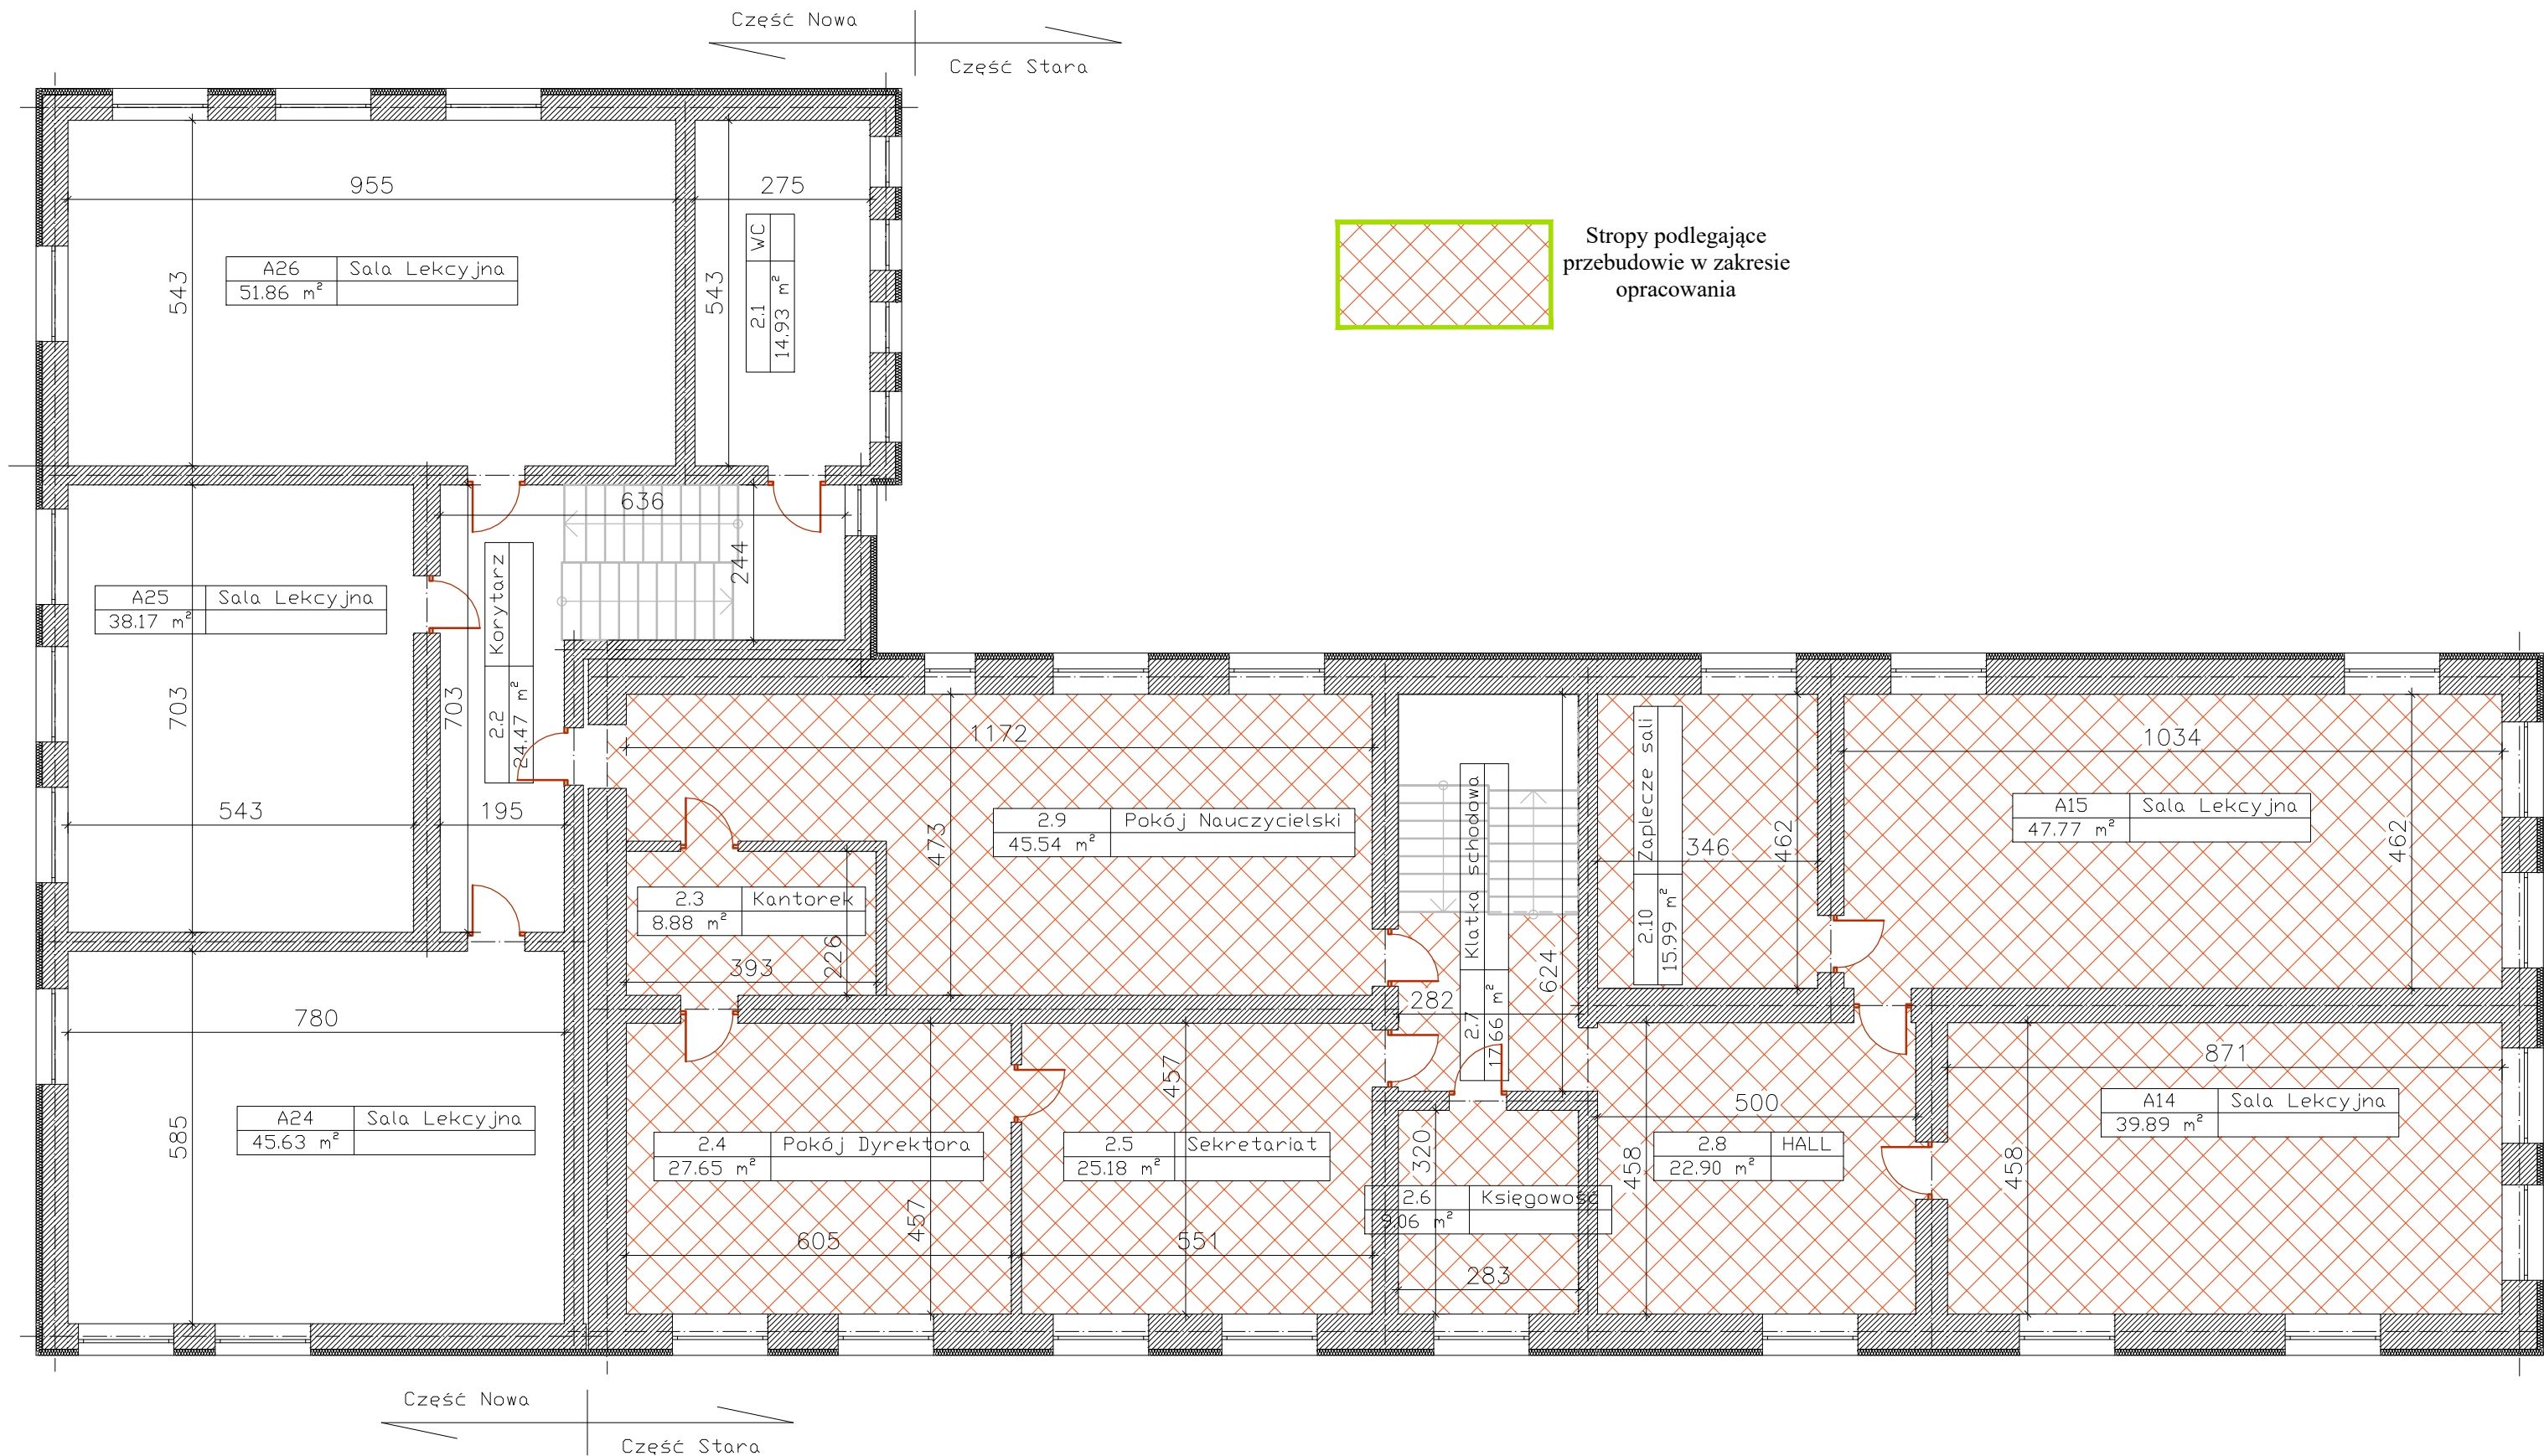 Część Nowa
Część Stara
955
275
543
543
A26 Sala Lekcyjna
51.86 m²
2.1 WC
14.93 m²
Stropy podlegające
przebudowie w zakresie
opracowania
636
244
A25 Sala Lekcyjna
38.17 m²
2.2 Korytarz
24.47 m²
703
703
543
195
1172
473
2.9 Pokój Nauczycielski
45.54 m²
2.3 Kantorek
8.88 m²
226
393
2.7 Klatka schodowa
17.66 m²
282
624
2.10 Zaplecze sali
15.99 m²
346
462
1034
A15 Sala Lekcyjna
47.77 m²
462
780
585
A24 Sala Lekcyjna
45.63 m²
2.4 Pokój Dyrektora
27.65 m²
457
605
2.5 Sekretariat
25.18 m²
457
551
320
2.6 Księgowość
9.06 m²
283
500
2.8 HALL
22.90 m²
458
871
A14 Sala Lekcyjna
39.89 m²
458
Część Nowa
Część Stara